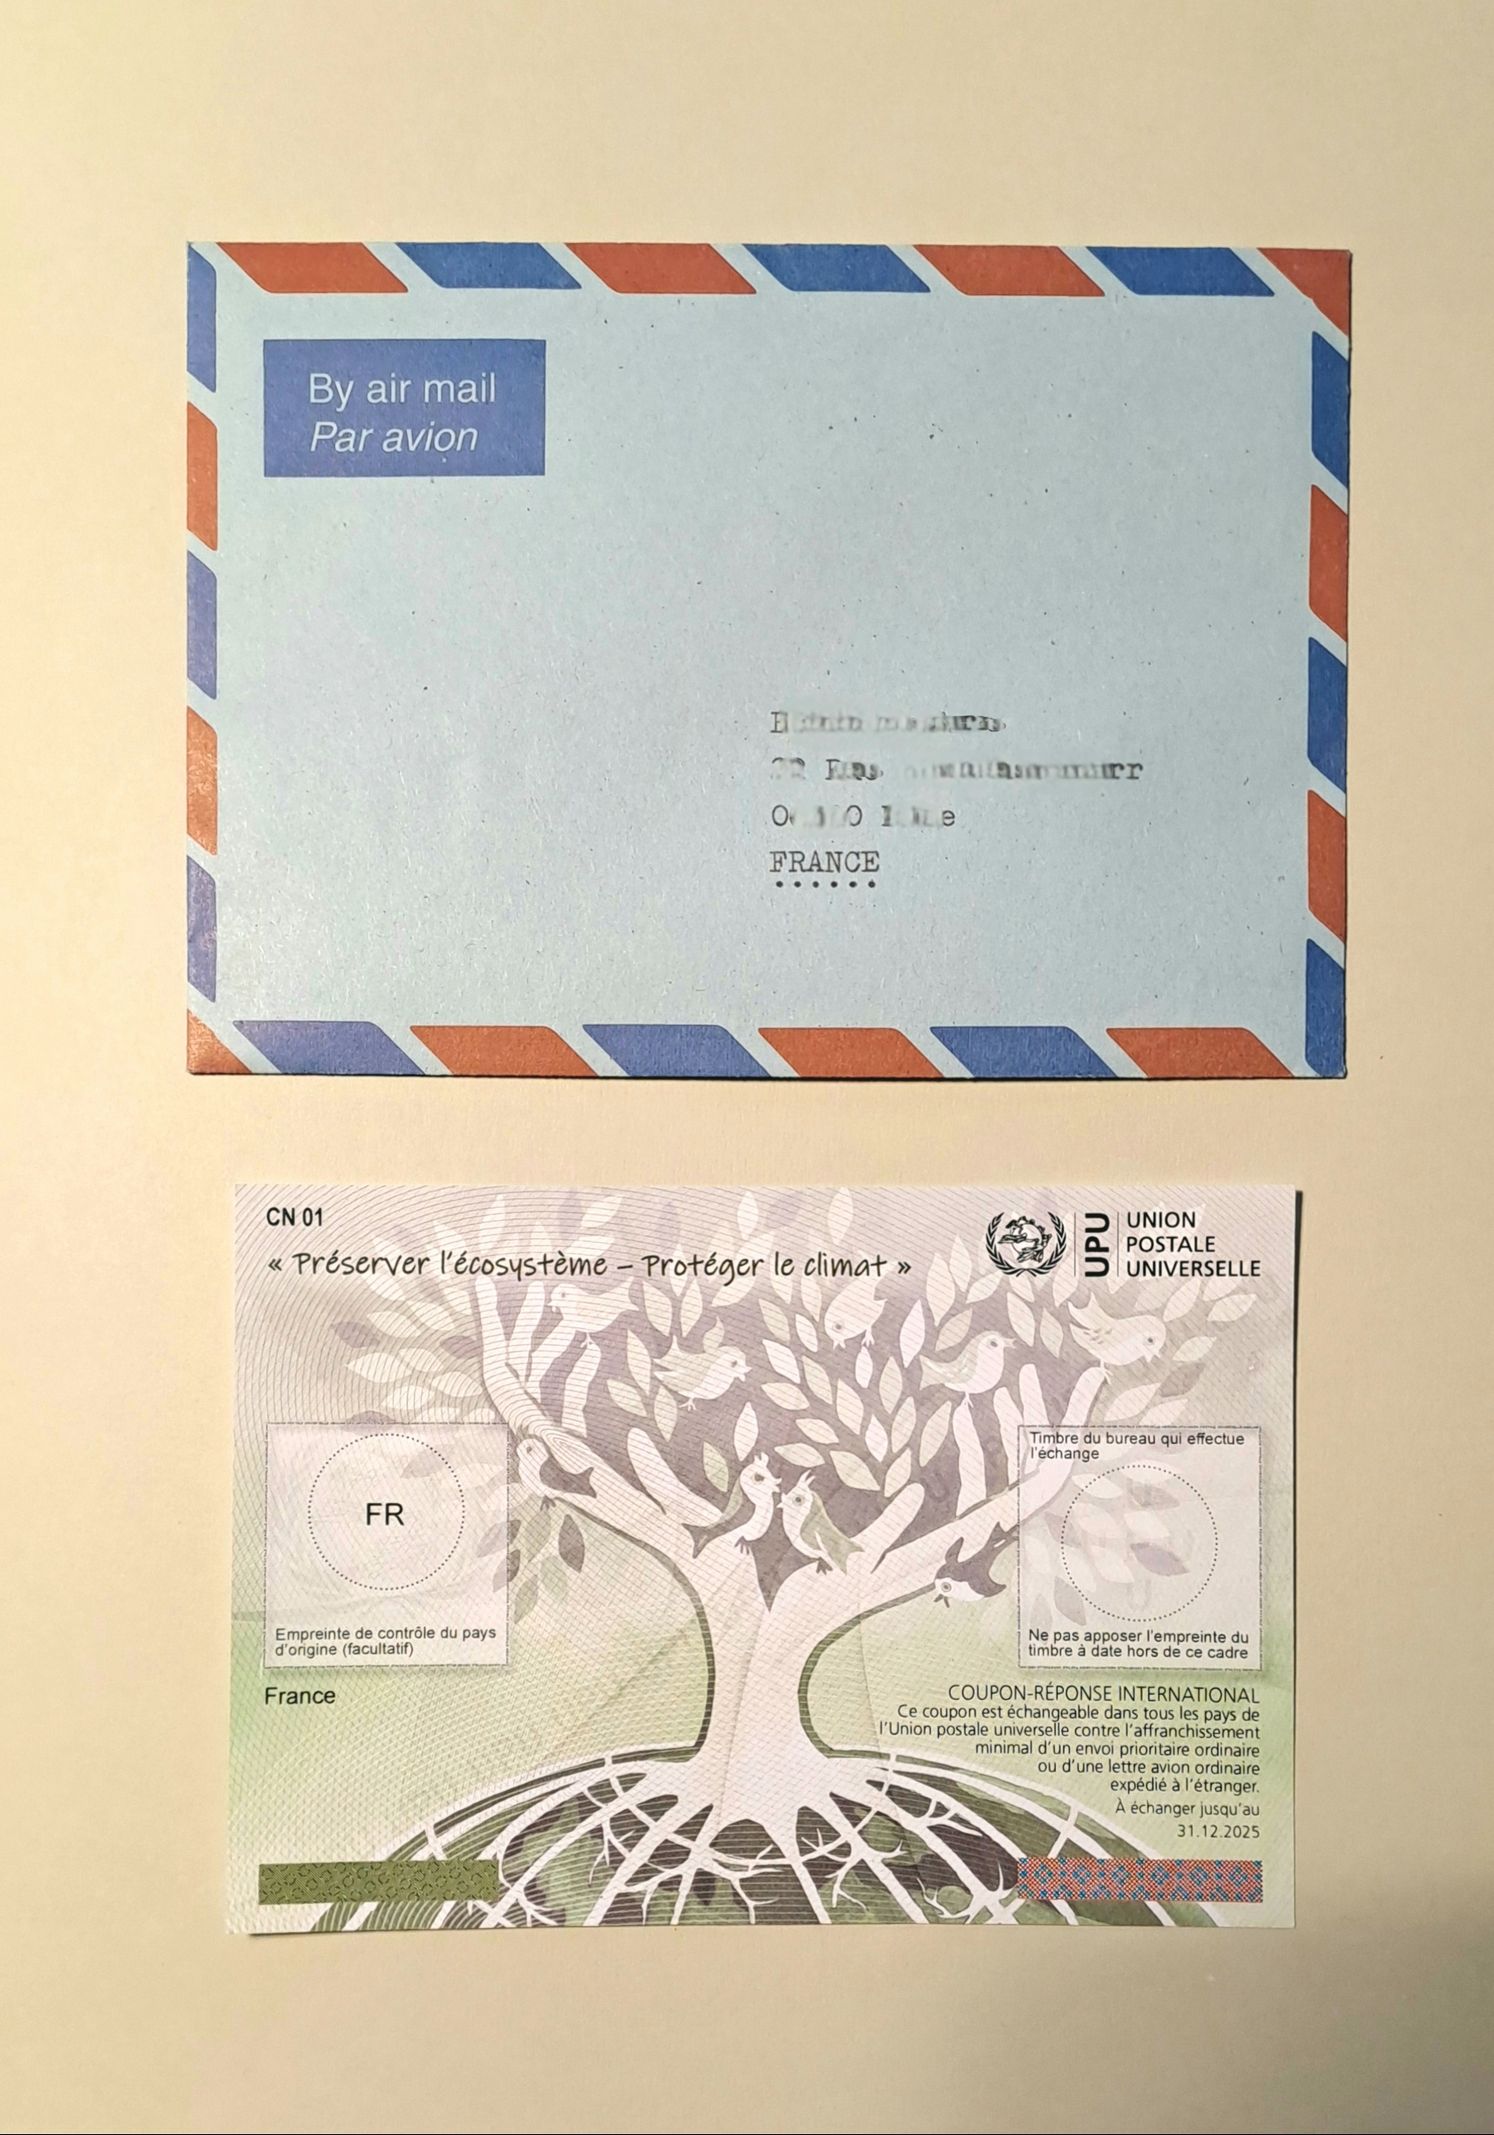 By air mail
Par avion
FRANCE
CN 01
« Préserver l'écosystème – Protéger le climat »
UPU
UNION
POSTALE
UNIVERSELLE
FR
Empreinte de contrôle du pays
d'origine (facultatif)
France
Timbre du bureau qui effectue
l'échange
Ne pas apposer l'empreinte du
timbre à date hors de ce cadre
COUPON-RÉPONSE INTERNATIONAL
Ce coupon est échangeable dans tous les pays de
l'Union postale universelle contre l'affranchissement
minimal d'un envoi prioritaire ordinaire
ou d'une lettre avion ordinaire
expédié à l'étranger.
À échanger jusqu'au
31.12.2025